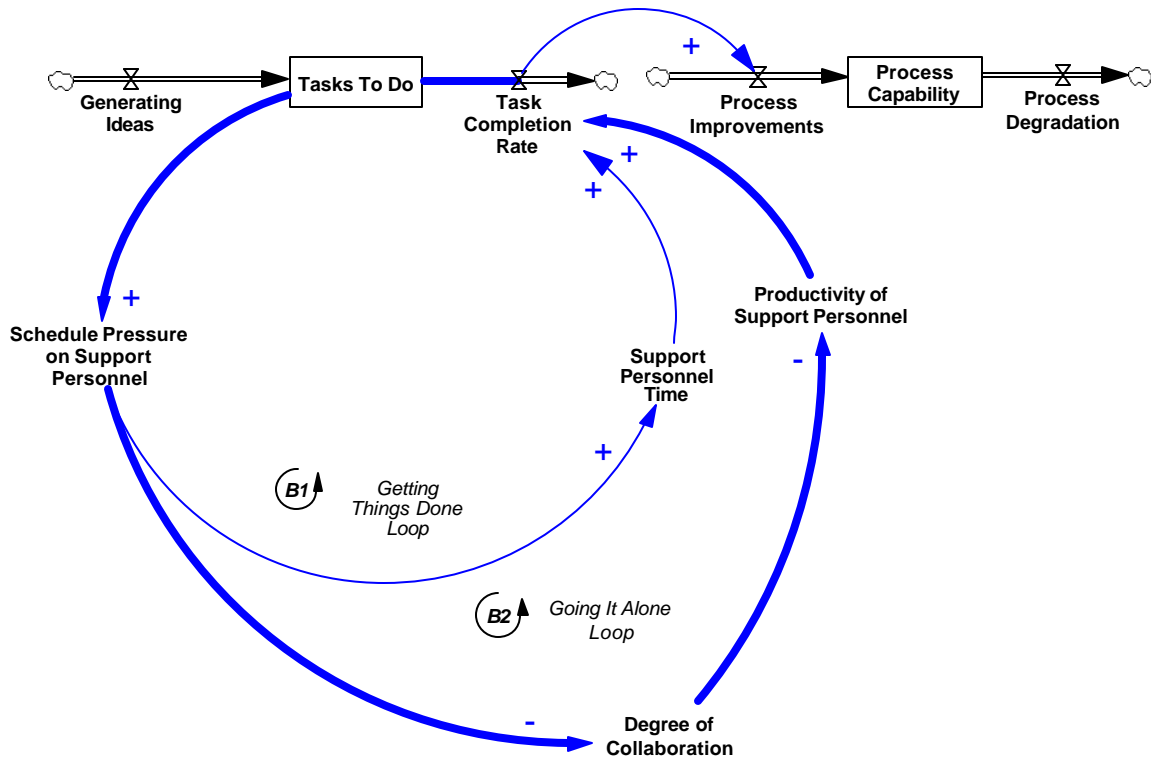 +
Tasks To Do
Process
Capability
Generating
Ideas
Task
Completion
Rate
Process
Improvements
Process
Degradation
+
+
+
Productivity of
Support Personnel
Schedule Pressure
on Support
Personnel
-
Support
Personnel
Time
+
B1
Getting
Things Done
Loop
B2
Going It Alone
Loop
-
Degree of
Collaboration